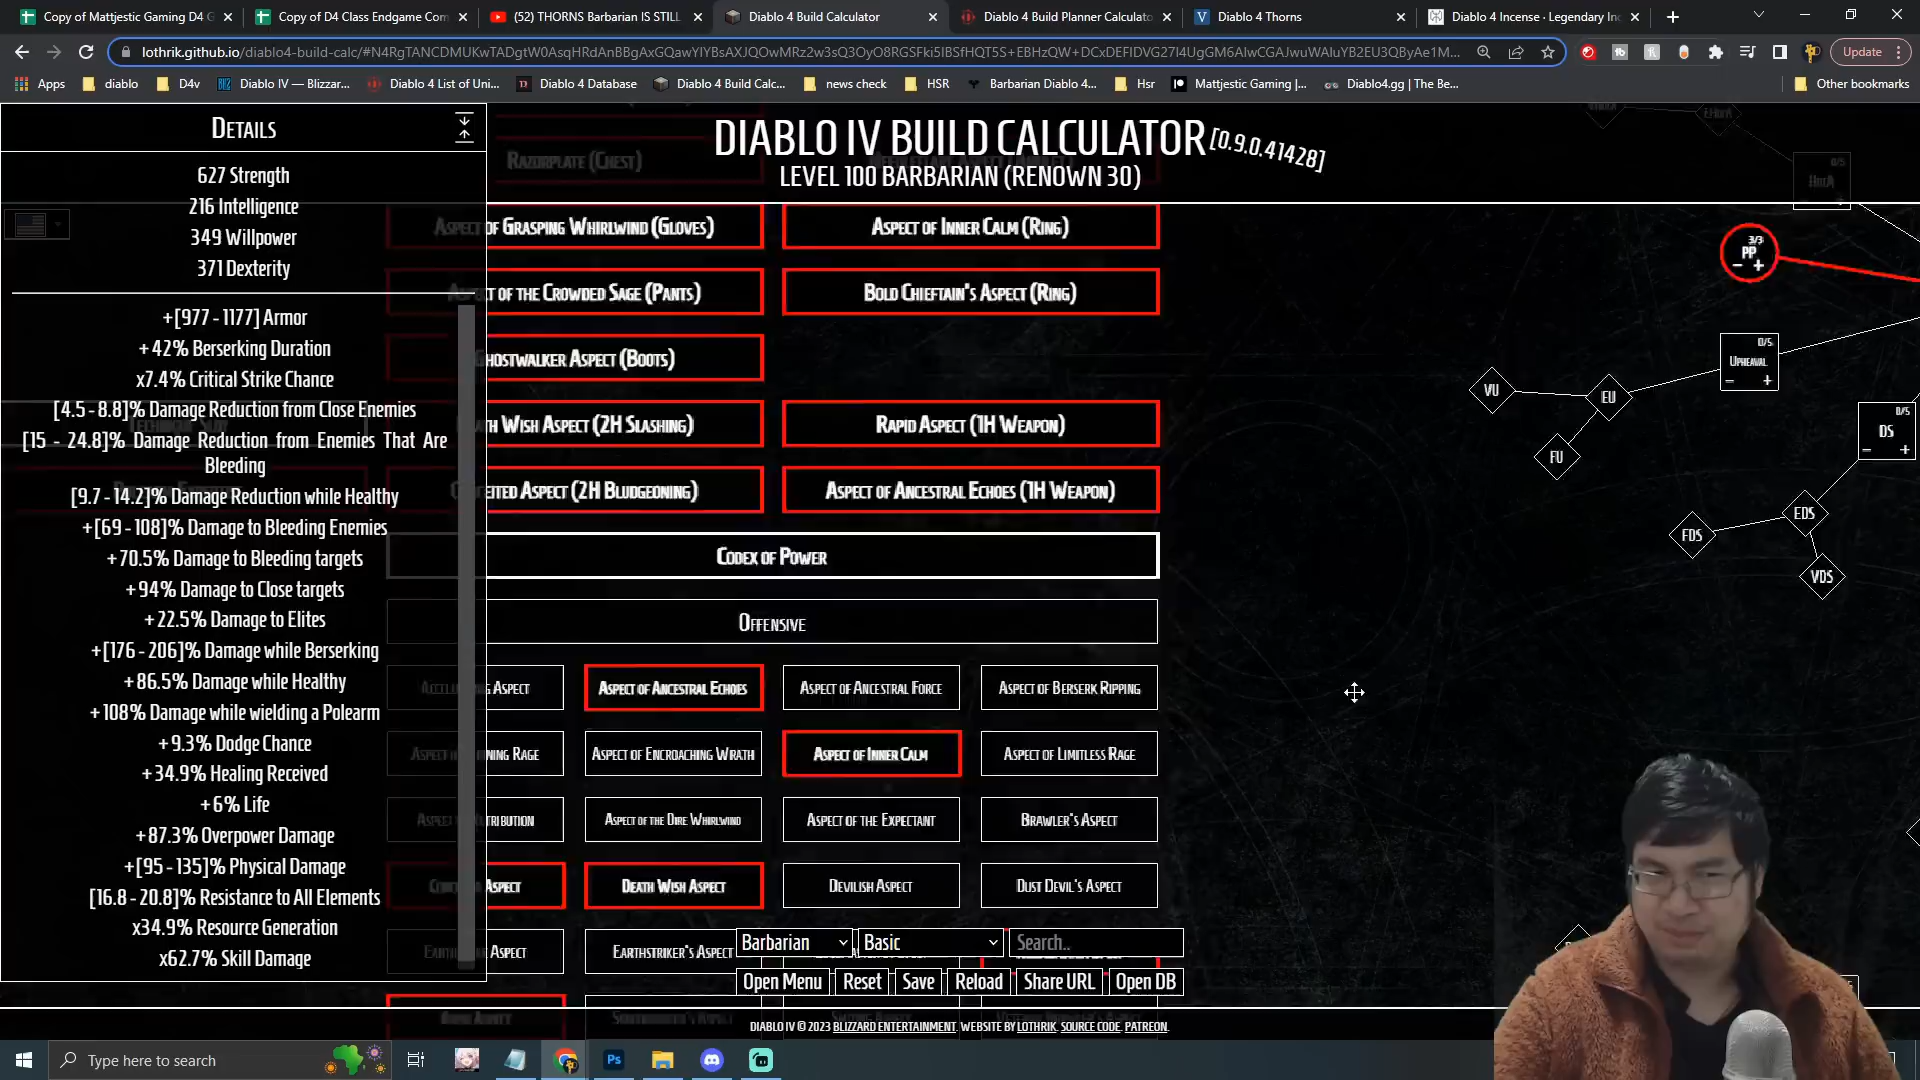 Copy of Mattjestic Gaming D4 G
Copy of D4 Class Endgame Com
(52) THORNS Barbarian IS STILL
Diablo 4 Build Calculator
Diablo 4 Build Planner Calculato
Diablo 4 Thorns
Diablo 4 Incense · Legendary Inc
lothrik.github.io/diablo4-build-calc/#
Update
Apps
diablo
D4v
Diablo IV — Blizzar...
Diablo 4 List of Uni...
Diablo 4 Database
Diablo 4 Build Calc...
news check
HSR
Barbarian Diablo 4...
Hsr
Mattjestic Gaming |...
Diablo4.gg | The Be...
Other bookmarks
DIABLO IV BUILD CALCULATOR [0.9.0.41428]
LEVEL 100 BARBARIAN (RENOWN 30)
DETAILS
627 Strength
216 Intelligence
349 Willpower
371 Dexterity
+[977 - 1177] Armor
+42% Berserking Duration
x7.4% Critical Strike Chance
[4.5 - 8.8]% Damage Reduction from Close Enemies
[15 - 24.8]% Damage Reduction from Enemies That Are
Bleeding
[9.7 - 14.2]% Damage Reduction while Healthy
+[69 - 108]% Damage to Bleeding Enemies
+70.5% Damage to Bleeding targets
+94% Damage to Close targets
+22.5% Damage to Elites
+[176 - 206]% Damage while Berserking
+86.5% Damage while Healthy
+108% Damage while wielding a Polearm
+9.3% Dodge Chance
+34.9% Healing Received
+6% Life
+87.3% Overpower Damage
+[95 - 135]% Physical Damage
[16.8 - 20.8]% Resistance to All Elements
x34.9% Resource Generation
x62.7% Skill Damage
RAZORPLATE (CHEST)
ASPECT OF GRASPING WHIRLWIND (GLOVES)
ASPECT OF INNER CALM (RING)
OF THE CROWDED SAGE (PANTS)
BOLD CHIEFTAIN'S ASPECT (RING)
GHOSTWALKER ASPECT (BOOTS)
WISH ASPECT (2H SLASHING)
RAPID ASPECT (1H WEAPON)
ASPECT (2H BLUDGEONING)
ASPECT OF ANCESTRAL ECHOES (1H WEAPON)
CODEX OF POWER
OFFENSIVE
ASPECT
ASPECT OF ANCESTRAL ECHOES
ASPECT OF ANCESTRAL FORCE
ASPECT OF BERSERK RIPPING
RAGE
ASPECT OF ENCROACHING WRATH
ASPECT OF INNER CALM
ASPECT OF LIMITLESS RAGE
ASPECT OF THE DIRE WHIRLWIND
ASPECT OF THE EXPECTANT
BRAWLER'S ASPECT
ASPECT
DEATH WISH ASPECT
DEVILISH ASPECT
DUST DEVIL'S ASPECT
ASPECT
EARTHSTRIKER'S ASPECT
Barbarian
Basic
Search..
Open Menu
Reset
Save
Reload
Share URL
Open DB
DIABLO IV © 2023 BLIZZARD ENTERTAINMENT. WEBSITE BY LOTHRIK. SOURCE CODE. PATREON.
3/3
PP
- +
0/5
UPHEAVAL
- +
VU
EU
FU
0/5
DS
- +
EDS
FDS
VDS
Type here to search
Ps